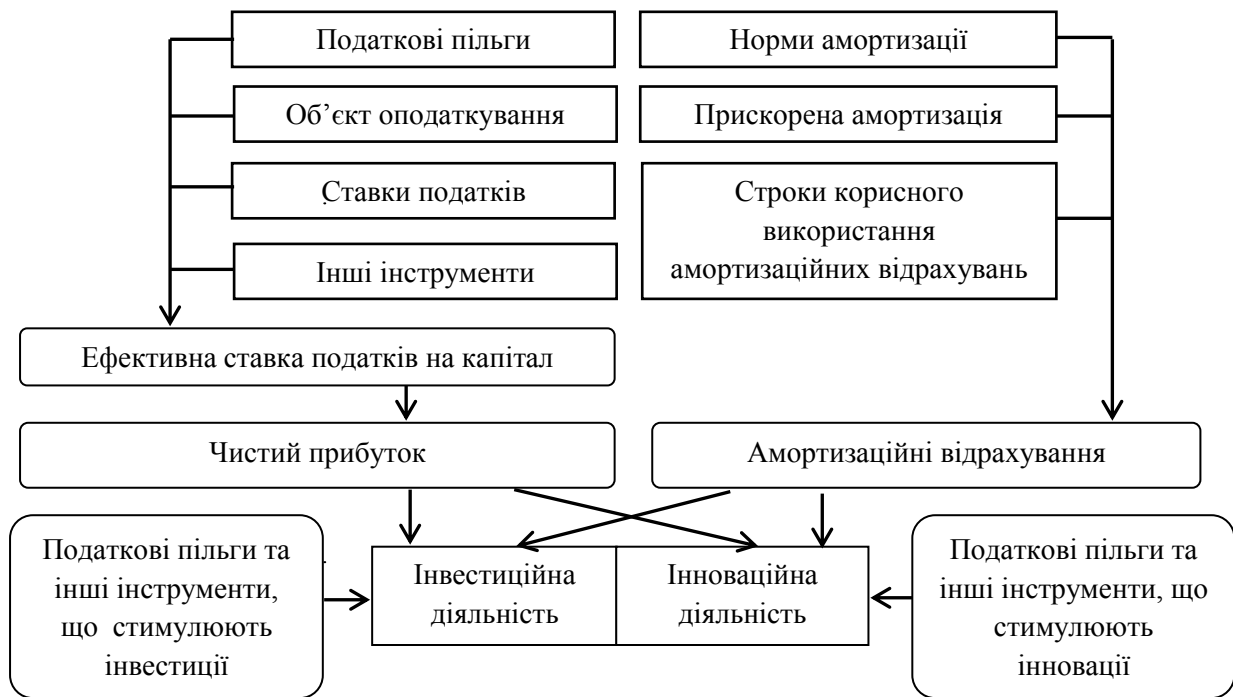 Податкові пільги
Норми амортизації
Об’єкт оподаткування
Прискорена амортизація
Ставки податків
Строки корисного
використання
амортизаційних відрахувань
Інші інструменти
Ефективна ставка податків на капітал
Чистий прибуток
Амортизаційні відрахування
Податкові пільги та
інші інструменти,
що стимулюють
інвестиції
Інвестиційна
діяльність
Інноваційна
діяльність
Податкові пільги та
інші інструменти, що
стимулюють
інновації